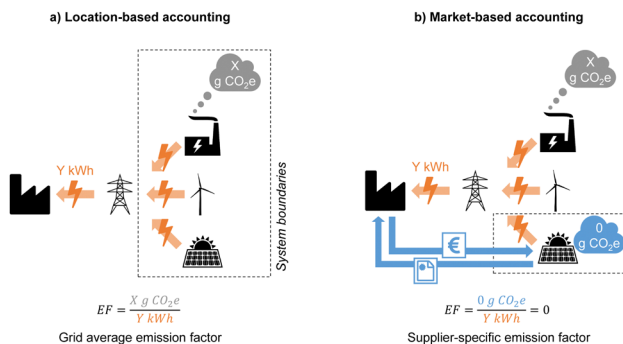 a) Location-based accounting
X
g CO₂e
Y kWh
System boundaries
EF = X g CO₂e / Y kWh
Grid average emission factor
b) Market-based accounting
X
g CO₂e
Y kWh
0
g CO₂e
€
EF = 0 g CO₂e / Y kWh = 0
Supplier-specific emission factor